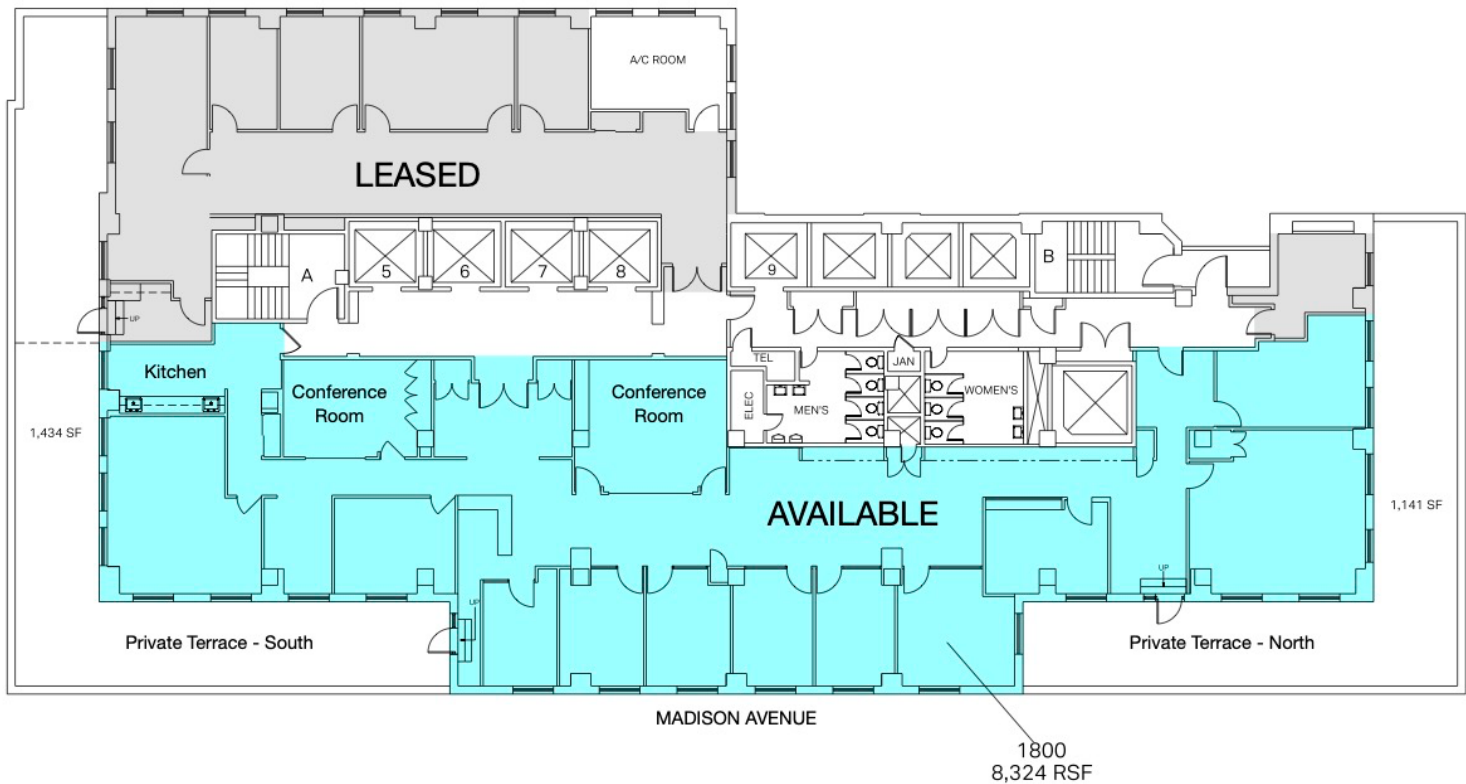 A/C ROOM
LEASED
A
5
6
7
8
9
B
UP
TEL
JAN
Kitchen
Conference
Room
Conference
Room
ELEC
MEN'S
WOMEN'S
1,434 SF
1,141 SF
AVAILABLE
UP
UP
Private Terrace - South
Private Terrace - North
MADISON AVENUE
1800
8,324 RSF